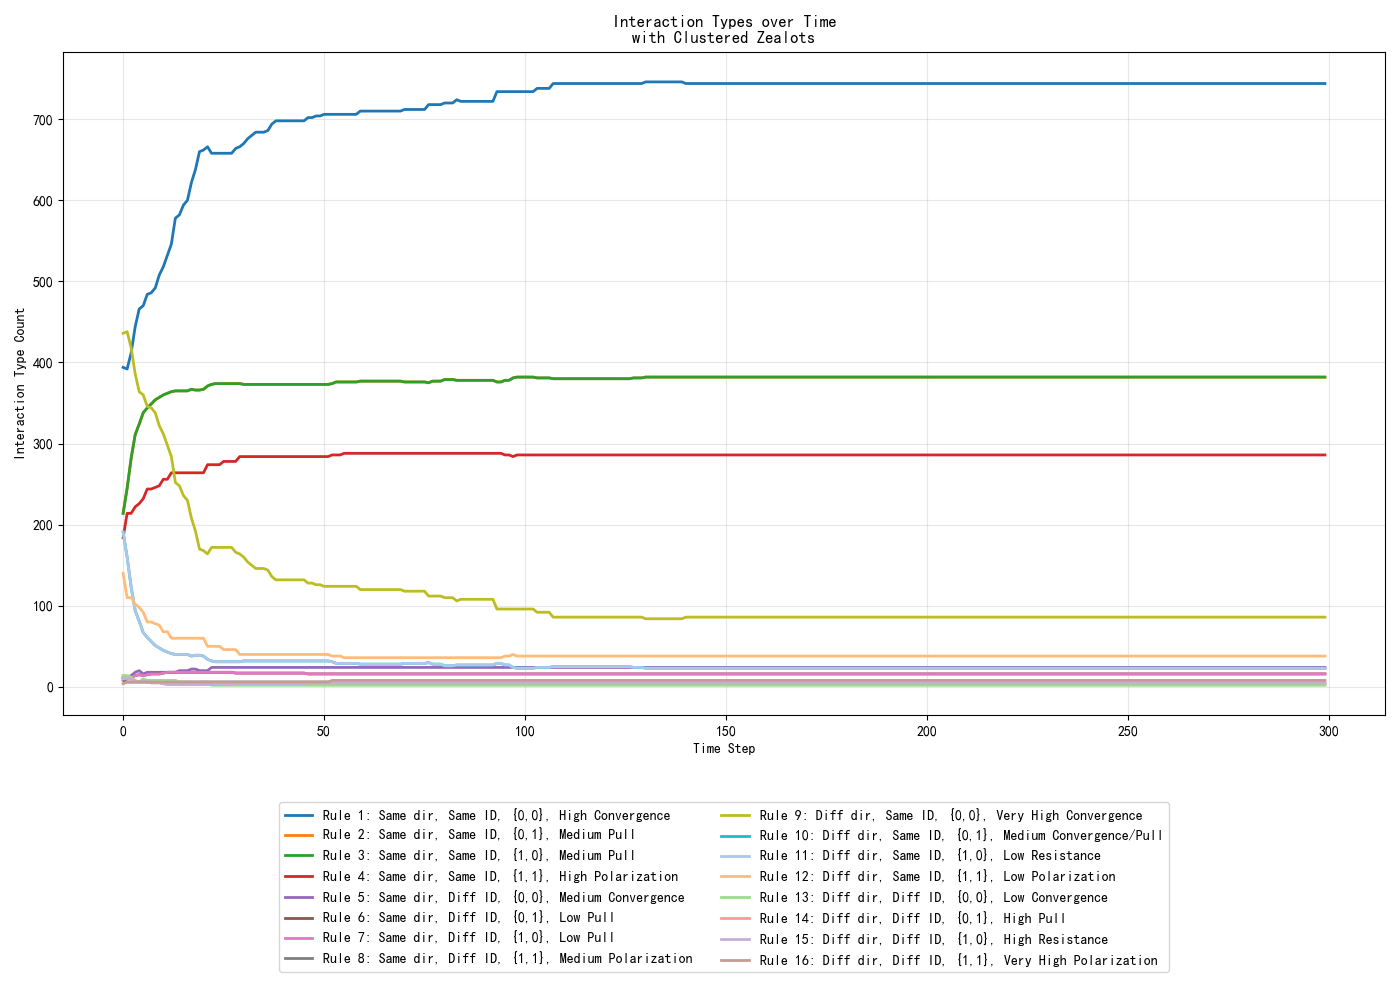 Interaction Types over Time
with Clustered Zealots
Interaction Type Count
700
600
500
400
300
200
100
0
0 50 100 150 200 250 300
Time Step
Rule 1: Same dir, Same ID, {0,0}, High Convergence
Rule 2: Same dir, Same ID, {0,1}, Medium Pull
Rule 3: Same dir, Same ID, {1,0}, Medium Pull
Rule 4: Same dir, Same ID, {1,1}, High Polarization
Rule 5: Same dir, Diff ID, {0,0}, Medium Convergence
Rule 6: Same dir, Diff ID, {0,1}, Low Pull
Rule 7: Same dir, Diff ID, {1,0}, Low Pull
Rule 8: Same dir, Diff ID, {1,1}, Medium Polarization
Rule 9: Diff dir, Same ID, {0,0}, Very High Convergence
Rule 10: Diff dir, Same ID, {0,1}, Medium Convergence/Pull
Rule 11: Diff dir, Same ID, {1,0}, Low Resistance
Rule 12: Diff dir, Same ID, {1,1}, Low Polarization
Rule 13: Diff dir, Diff ID, {0,0}, Low Convergence
Rule 14: Diff dir, Diff ID, {0,1}, High Pull
Rule 15: Diff dir, Diff ID, {1,0}, High Resistance
Rule 16: Diff dir, Diff ID, {1,1}, Very High Polarization